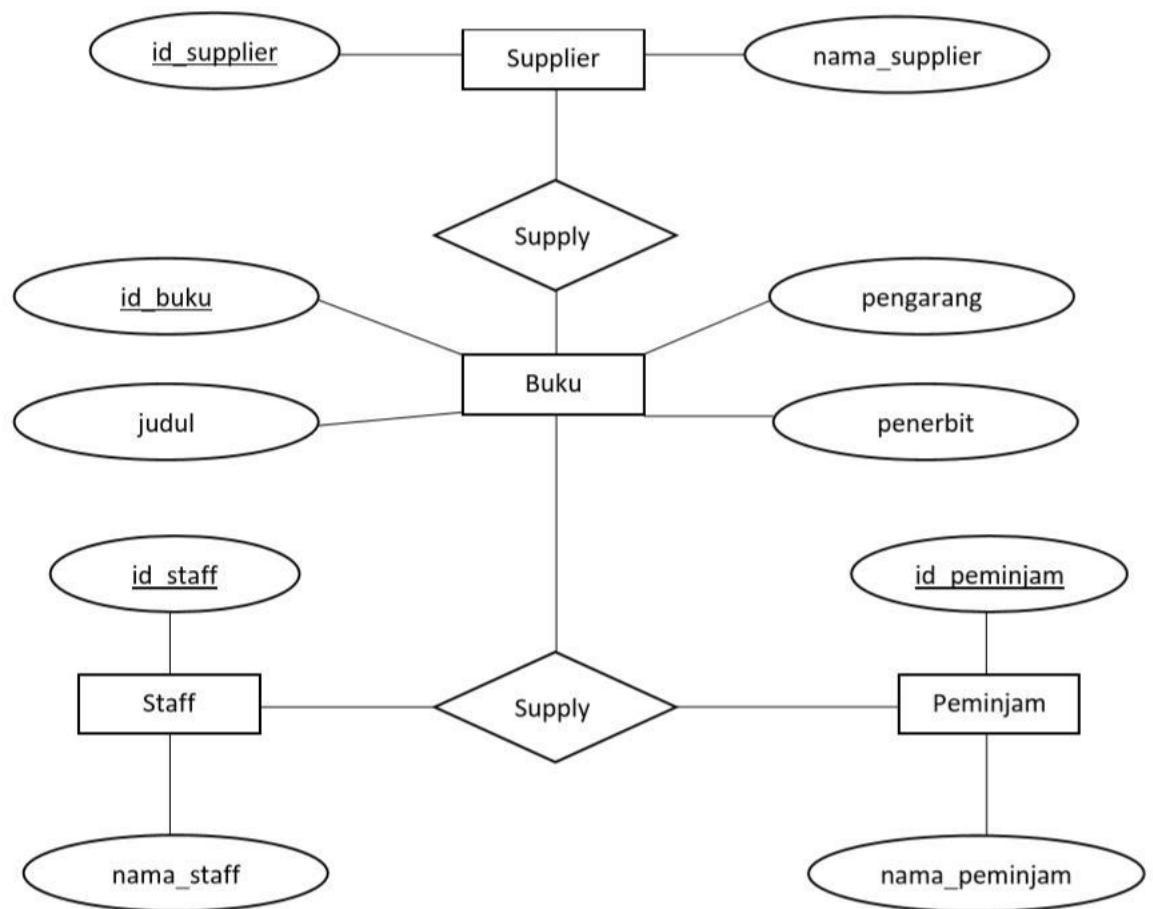 id_supplier
Supplier
nama_supplier
Supply
id_buku
pengarang
Buku
judul
penerbit
id_staff
id_peminjam
Staff
Supply
Peminjam
nama_staff
nama_peminjam